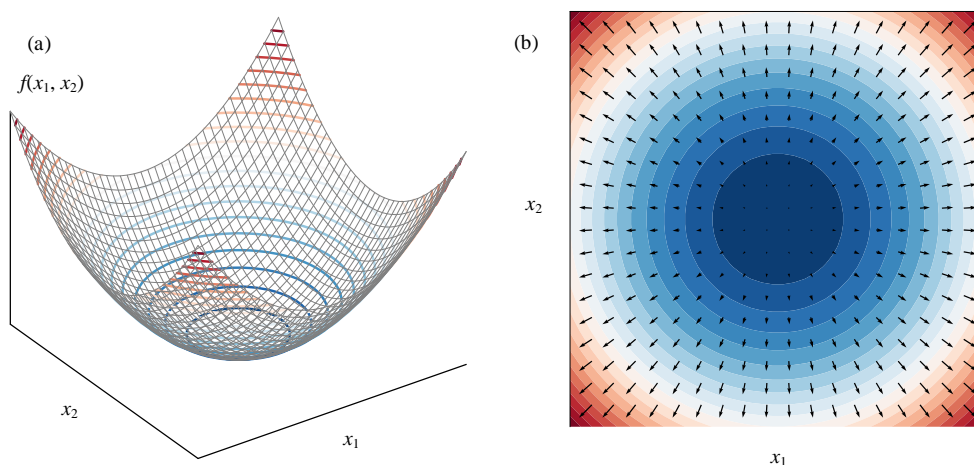 (a)
f(x₁, x₂)
x₂
x₁
(b)
x₂
x₁